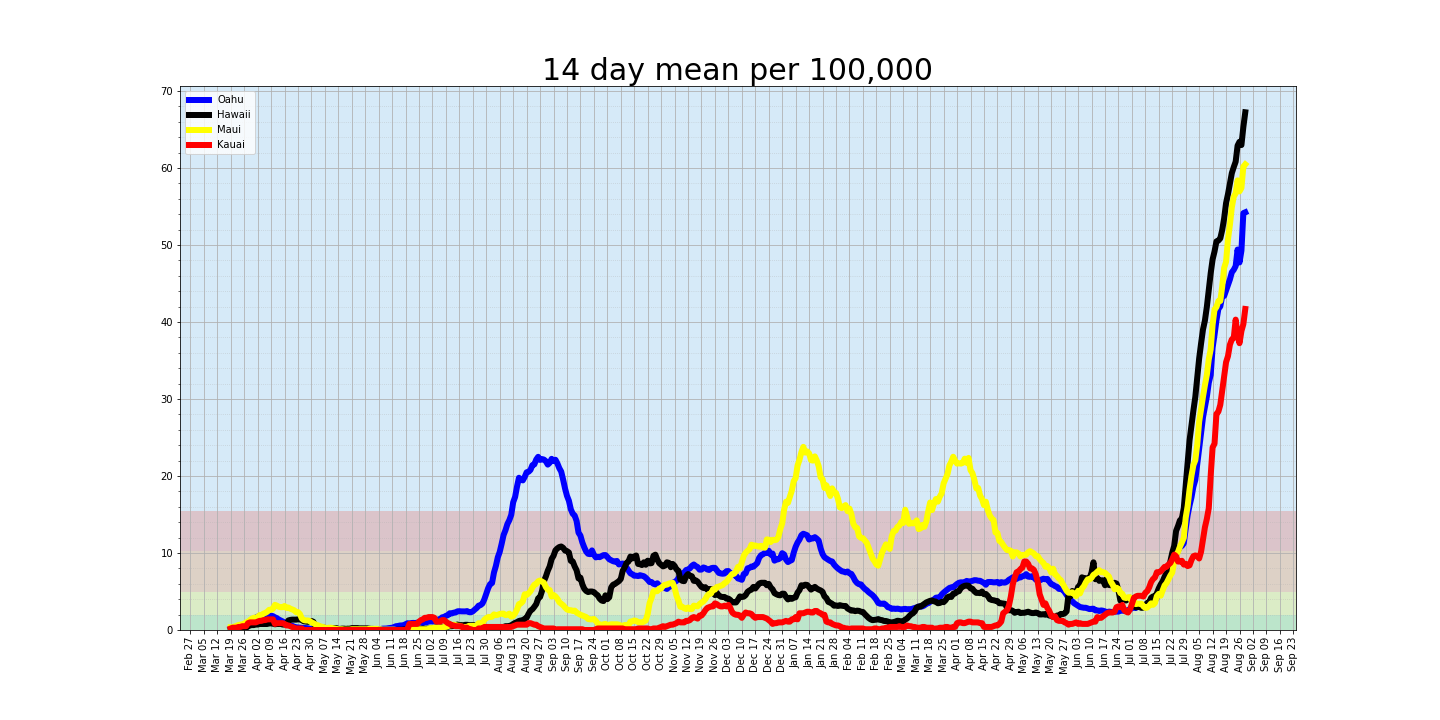 14 day mean per 100,000
Oahu
Hawaii
Maui
Kauai
70
60
50
40
30
20
10
0
Feb 27
Mar 05
Mar 12
Mar 19
Mar 26
Apr 02
Apr 09
Apr 16
Apr 23
Apr 30
May 07
May 14
May 21
May 28
Jun 04
Jun 11
Jun 18
Jun 25
Jul 02
Jul 09
Jul 16
Jul 23
Jul 30
Aug 06
Aug 13
Aug 20
Aug 27
Sep 03
Sep 10
Sep 17
Sep 24
Oct 01
Oct 08
Oct 15
Oct 22
Oct 29
Nov 05
Nov 12
Nov 19
Nov 26
Dec 03
Dec 10
Dec 17
Dec 24
Dec 31
Jan 07
Jan 14
Jan 21
Jan 28
Feb 04
Feb 11
Feb 18
Feb 25
Mar 04
Mar 11
Mar 18
Mar 25
Apr 01
Apr 08
Apr 15
Apr 22
Apr 29
May 06
May 13
May 20
May 27
Jun 03
Jun 10
Jun 17
Jun 24
Jul 01
Jul 08
Jul 15
Jul 22
Jul 29
Aug 05
Aug 12
Aug 19
Aug 26
Sep 02
Sep 09
Sep 16
Sep 23